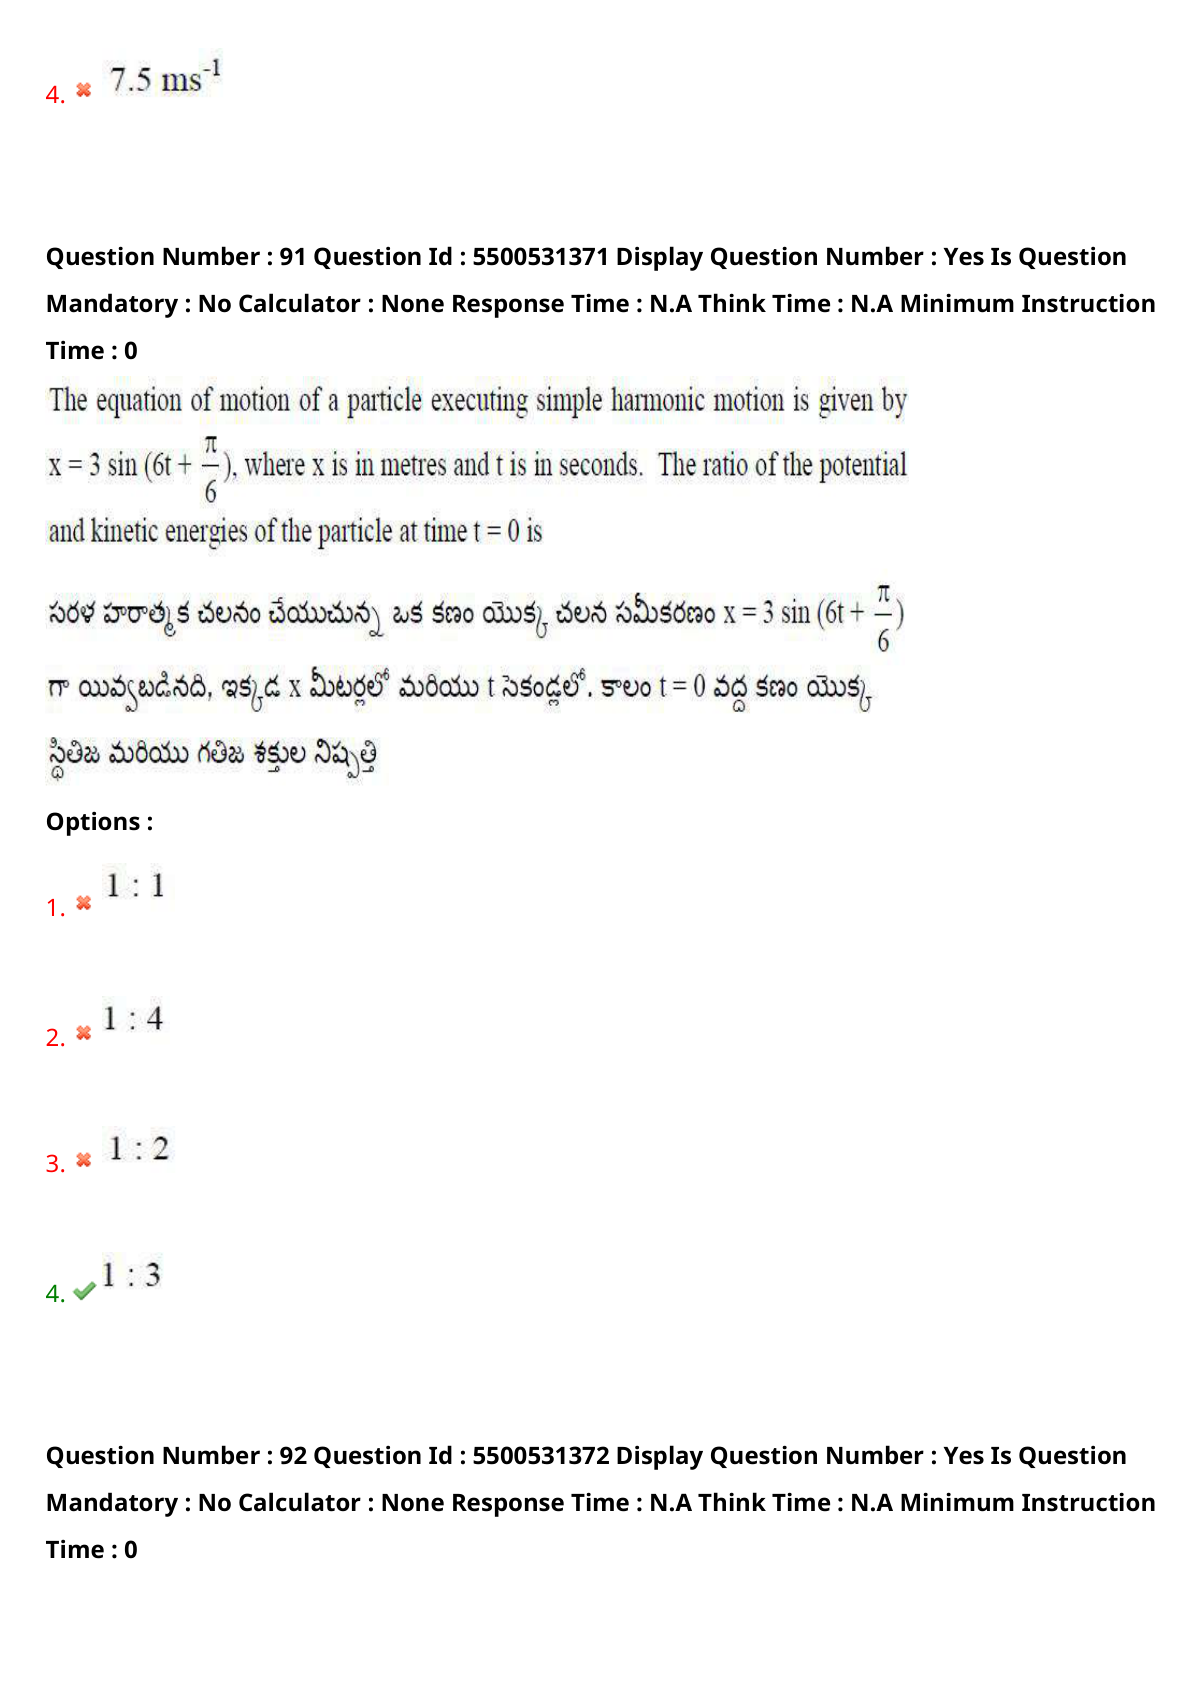 4. 7.5 ms⁻¹
Question Number : 91 Question Id : 5500531371 Display Question Number : Yes Is Question
Mandatory : No Calculator : None Response Time : N.A Think Time : N.A Minimum Instruction
Time : 0
The equation of motion of a particle executing simple harmonic motion is given by
x = 3 sin (6t + π/6), where x is in metres and t is in seconds. The ratio of the potential
and kinetic energies of the particle at time t = 0 is
సరళ హరాత్మక చలనం చేయుచున్న ఒక కణం యొక్క చలన సమీకరణం x = 3 sin (6t + π/6)
గా యివ్వబడినది, ఇక్కడ x మీటర్లలో మరియు t సెకండ్లలో. కాలం t = 0 వద్ద కణం యొక్క
స్థితిజ మరియు గతిజ శక్తుల నిష్పత్తి
Options :
1. 1 : 1
2. 1 : 4
3. 1 : 2
4. 1 : 3
Question Number : 92 Question Id : 5500531372 Display Question Number : Yes Is Question
Mandatory : No Calculator : None Response Time : N.A Think Time : N.A Minimum Instruction
Time : 0